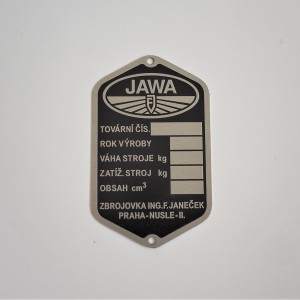 JAWA
TOVÁRNÍ ČÍS.
ROK VÝROBY
VÁHA STROJE kg
ZATÍŽ. STROJ kg
OBSAH cm³
ZBROJOVKA ING.F.JANEČEK
PRAHA-NUSLE-II.